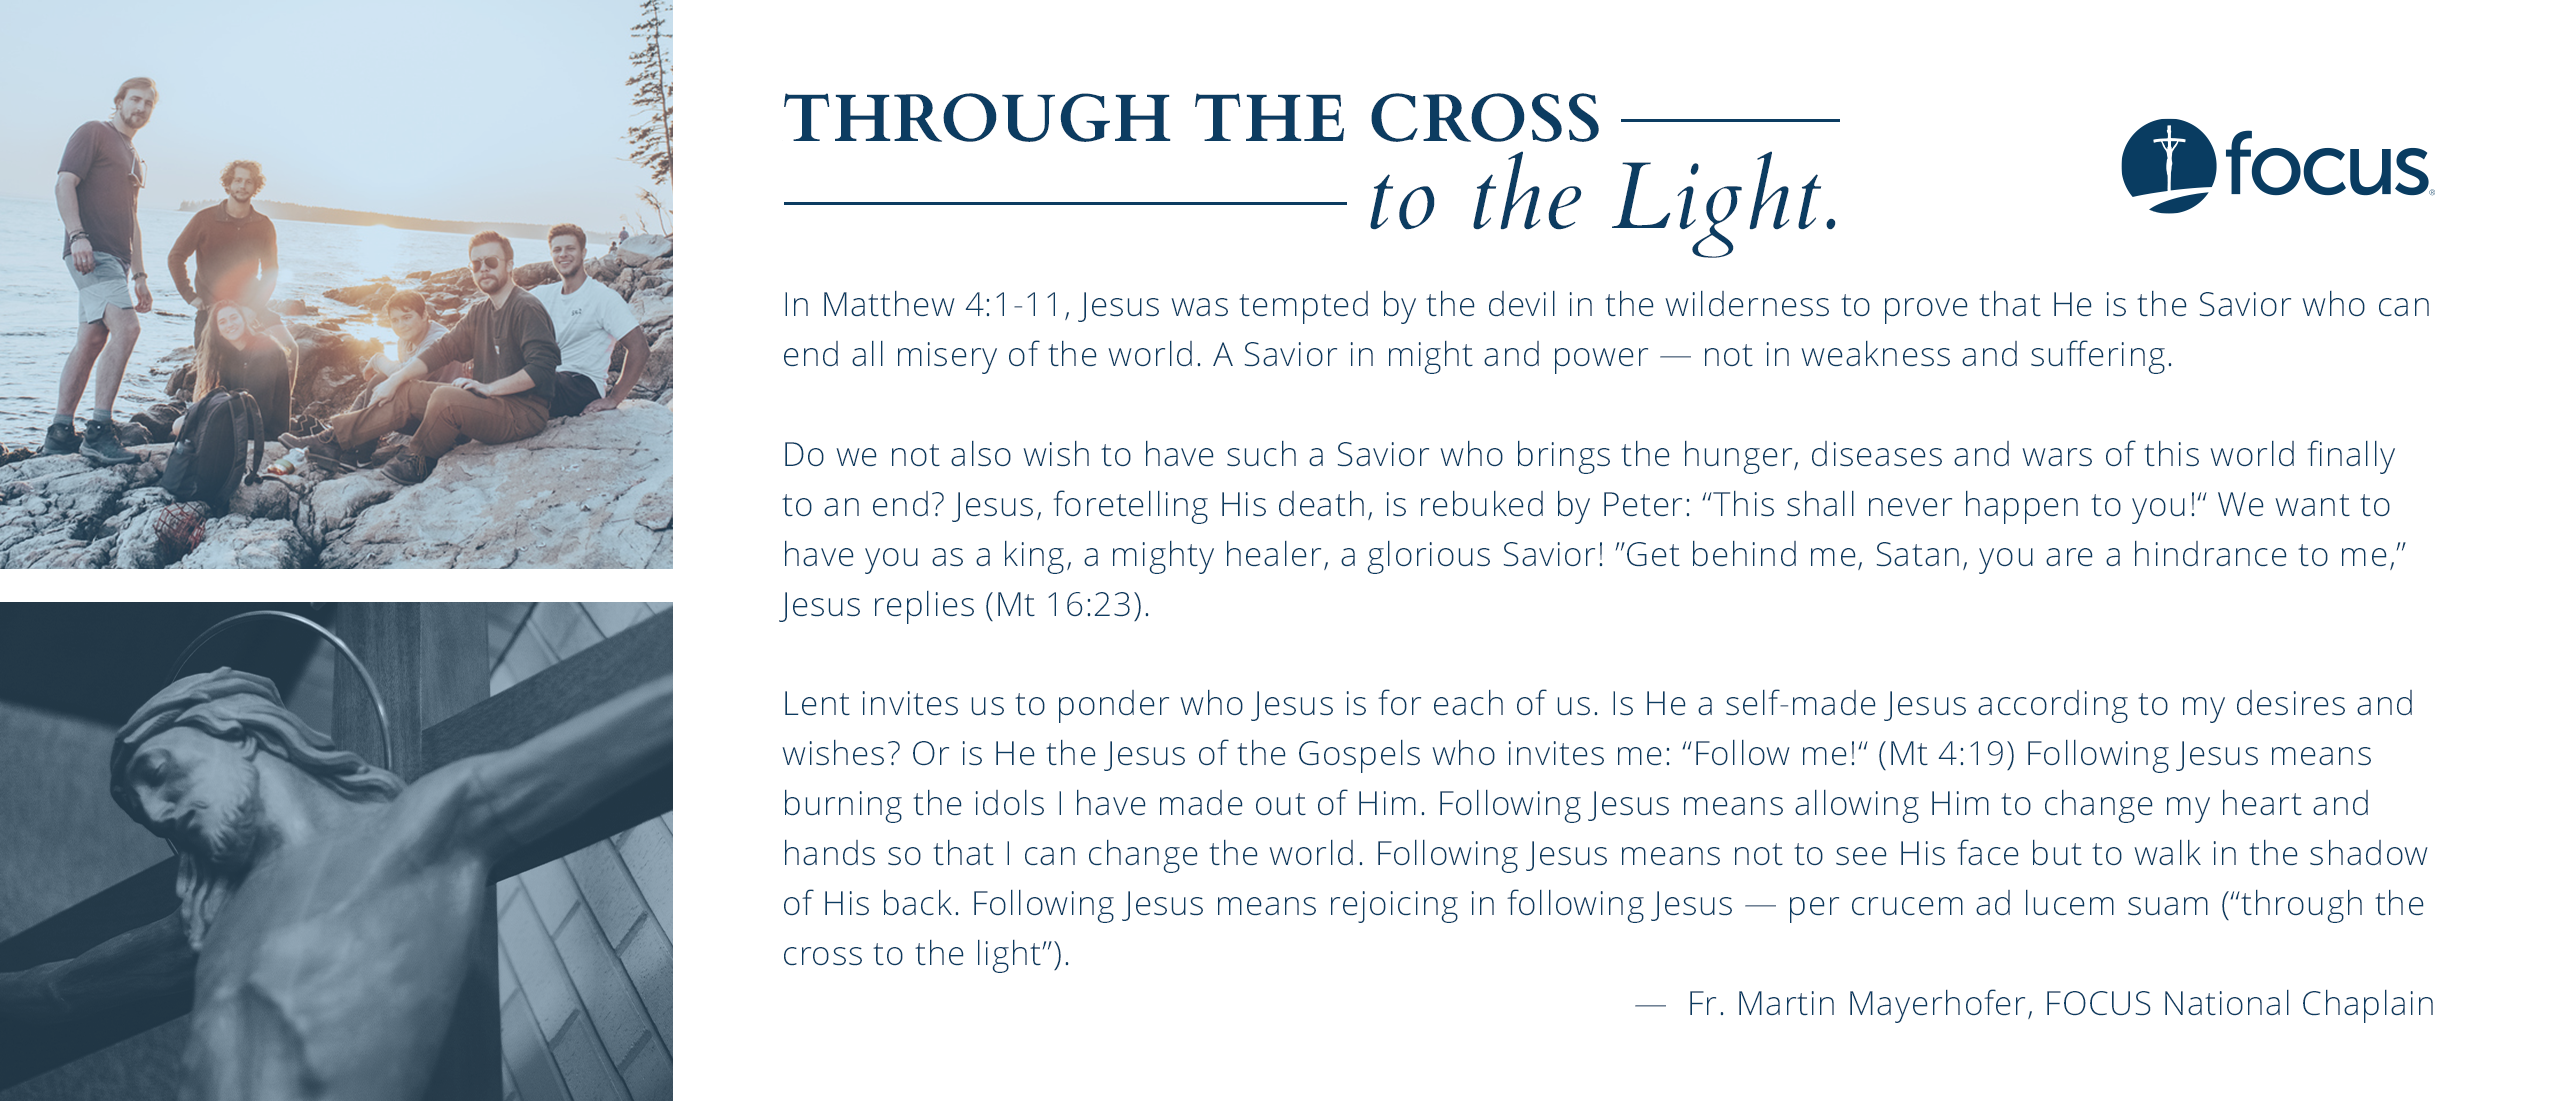 THROUGH THE CROSS
to the Light.
focus
In Matthew 4:1-11, Jesus was tempted by the devil in the wilderness to prove that He is the Savior who can
end all misery of the world. A Savior in might and power — not in weakness and suffering.
Do we not also wish to have such a Savior who brings the hunger, diseases and wars of this world finally
to an end? Jesus, foretelling His death, is rebuked by Peter: “This shall never happen to you!“ We want to
have you as a king, a mighty healer, a glorious Savior! ”Get behind me, Satan, you are a hindrance to me,”
Jesus replies (Mt 16:23).
Lent invites us to ponder who Jesus is for each of us. Is He a self-made Jesus according to my desires and
wishes? Or is He the Jesus of the Gospels who invites me: “Follow me!“ (Mt 4:19) Following Jesus means
burning the idols I have made out of Him. Following Jesus means allowing Him to change my heart and
hands so that I can change the world. Following Jesus means not to see His face but to walk in the shadow
of His back. Following Jesus means rejoicing in following Jesus — per crucem ad lucem suam (“through the
cross to the light”).
— Fr. Martin Mayerhofer, FOCUS National Chaplain